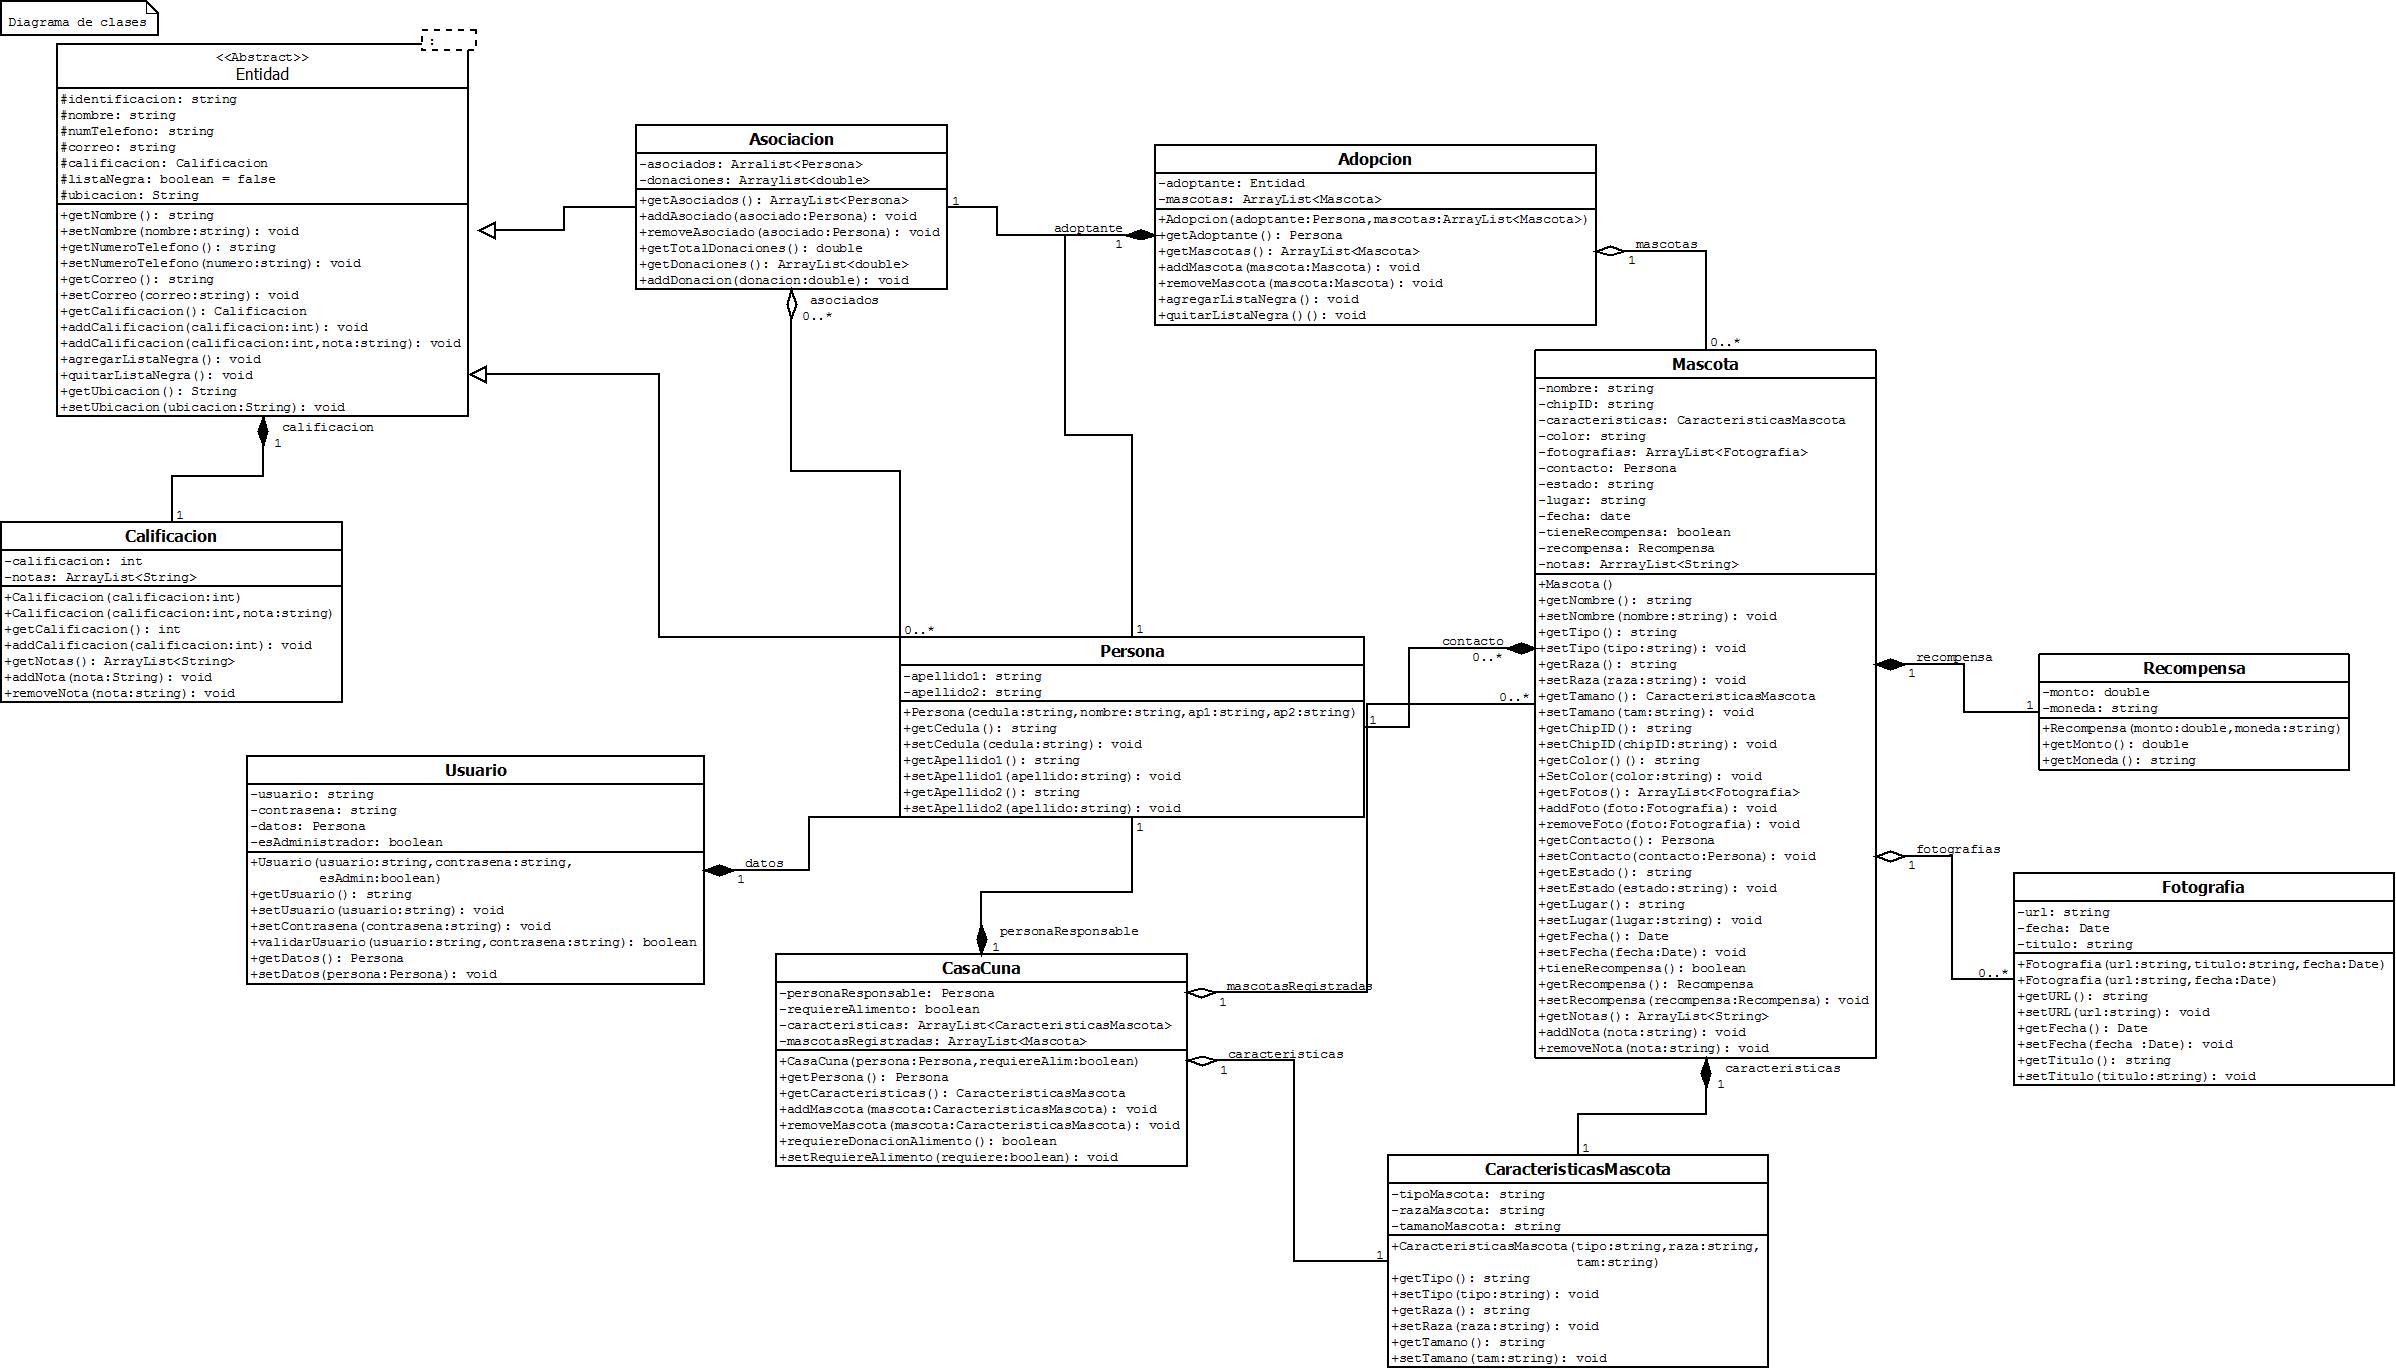 Diagrama de clases
:
<<Abstract>>
Entidad
#identificacion: string
#nombre: string
#numTelefono: string
#correo: string
#calificacion: Calificacion
#listaNegra: boolean = false
#ubicacion: String
+getNombre(): string
+setNombre(nombre:string): void
+getNumeroTelefono(): string
+setNumeroTelefono(numero:string): void
+getCorreo(): string
+setCorreo(correo:string): void
+getCalificacion(): Calificacion
+addCalificacion(calificacion:int): void
+addCalificacion(calificacion:int,nota:string): void
+agregarListaNegra(): void
+quitarListaNegra(): void
+getUbicacion(): String
+setUbicacion(ubicacion:String): void
calificacion
1
1
Calificacion
-calificacion: int
-notas: ArrayList<String>
+Calificacion(calificacion:int)
+Calificacion(calificacion:int,nota:string)
+getCalificacion(): int
+addCalificacion(calificacion:int): void
+getNotas(): ArrayList<String>
+addNota(nota:String): void
+removeNota(nota:string): void
Asociacion
-asociados: Arralist<Persona>
-donaciones: Arraylist<double>
+getAsociados(): ArrayList<Persona>
+addAsociado(asociado:Persona): void
+removeAsociado(asociado:Persona): void
+getTotalDonaciones(): double
+getDonaciones(): ArrayList<double>
+addDonacion(donacion:double): void
1
adoptante
1
asociados
0..*
Adopcion
-adoptante: Entidad
-mascotas: ArrayList<Mascota>
+Adopcion(adoptante:Persona,mascotas:ArrayList<Mascota>)
+getAdoptante(): Persona
+getMascotas(): ArrayList<Mascota>
+addMascota(mascota:Mascota): void
+removeMascota(mascota:Mascota): void
+agregarListaNegra(): void
+quitarListaNegra()(): void
mascotas
1
0..*
Mascota
-nombre: string
-chipID: string
-caracteristicas: CaracteristicasMascota
-color: string
-fotografias: ArrayList<Fotografia>
-contacto: Persona
-estado: string
-lugar: string
-fecha: date
-tieneRecompensa: boolean
-recompensa: Recompensa
-notas: ArrrayList<String>
+Mascota()
+getNombre(): string
+setNombre(nombre:string): void
+getTipo(): string
+setTipo(tipo:string): void
+getRaza(): string
+setRaza(raza:string): void
+getTamano(): CaracteristicasMascota
+setTamano(tam:string): void
+getChipID(): string
+setChipID(chipID:string): void
+getColor()(): string
+SetColor(color:string): void
+getFotos(): ArrayList<Fotografia>
+addFoto(foto:Fotografia): void
+removeFoto(foto:Fotografia): void
+getContacto(): Persona
+setContacto(contacto:Persona): void
+getEstado(): string
+setEstado(estado:string): void
+getLugar(): string
+setLugar(lugar:string): void
+getFecha(): Date
+setFecha(fecha:Date): void
+tieneRecompensa(): boolean
+getRecompensa(): Recompensa
+setRecompensa(recompensa:Recompensa): void
+getNotas(): ArrayList<String>
+addNota(nota:string): void
+removeNota(nota:string): void
0..*
1
Persona
-apellido1: string
-apellido2: string
+Persona(cedula:string,nombre:string,ap1:string,ap2:string)
+getCedula(): string
+setCedula(cedula:string): void
+getApellido1(): string
+setApellido1(apellido:string): void
+getApellido2(): string
+setApellido2(apellido:string): void
contacto
0..*
0..*
1
1
recompensa
1
1
Recompensa
-monto: double
-moneda: string
+Recompensa(monto:double,moneda:string)
+getMonto(): double
+getMoneda(): string
Usuario
-usuario: string
-contrasena: string
-datos: Persona
-esAdministrador: boolean
+Usuario(usuario:string,contrasena:string,
esAdmin:boolean)
+getUsuario(): string
+setUsuario(usuario:string): void
+setContrasena(contrasena:string): void
+validarUsuario(usuario:string,contrasena:string): boolean
+getDatos(): Persona
+setDatos(persona:Persona): void
datos
1
personaResponsable
1
CasaCuna
-personaResponsable: Persona
-requiereAlimento: boolean
-caracteristicas: ArrayList<CaracteristicasMascota>
-mascotasRegistradas: ArrayList<Mascota>
+CasaCuna(persona:Persona,requiereAlim:boolean)
+getPersona(): Persona
+getCaracteristicas(): CaracteristicasMascota
+addMascota(mascota:CaracteristicasMascota): void
+removeMascota(mascota:CaracteristicasMascota): void
+requiereDonacionAlimento(): boolean
+setRequiereAlimento(requiere:boolean): void
mascotasRegistradas
1
caracteristicas
1
1
fotografias
1
0..*
Fotografia
-url: string
-fecha: Date
-titulo: string
+Fotografia(url:string,titulo:string,fecha:Date)
+Fotografia(url:string,fecha:Date)
+getURL(): string
+setURL(url:string): void
+getFecha(): Date
+setFecha(fecha :Date): void
+getTitulo(): string
+setTitulo(titulo:string): void
caracteristicas
1
1
CaracteristicasMascota
-tipoMascota: string
-razaMascota: string
-tamanoMascota: string
+CaracteristicasMascota(tipo:string,raza:string,
tam:string)
+getTipo(): string
+setTipo(tipo:string): void
+getRaza(): string
+setRaza(raza:string): void
+getTamano(): string
+setTamano(tam:string): void